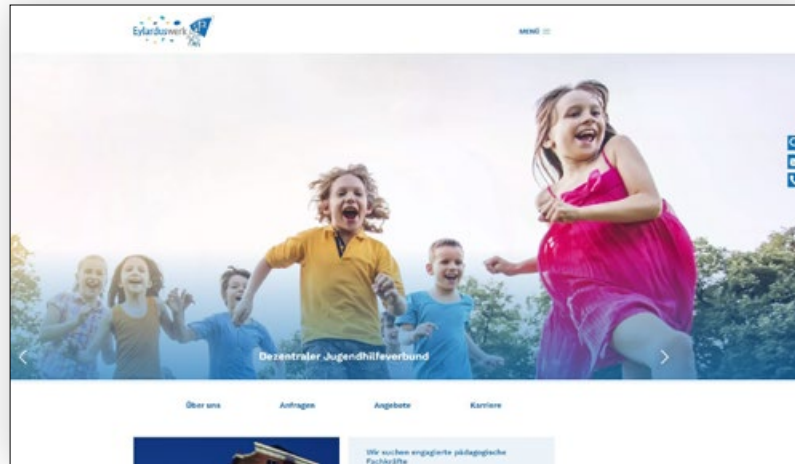 Eylarduswerk
MENÜ
Dezentraler Jugendhilfeverbund
Über uns
Anfragen
Angebote
Karriere
Wir suchen engagierte pädagogische
Fachkräfte